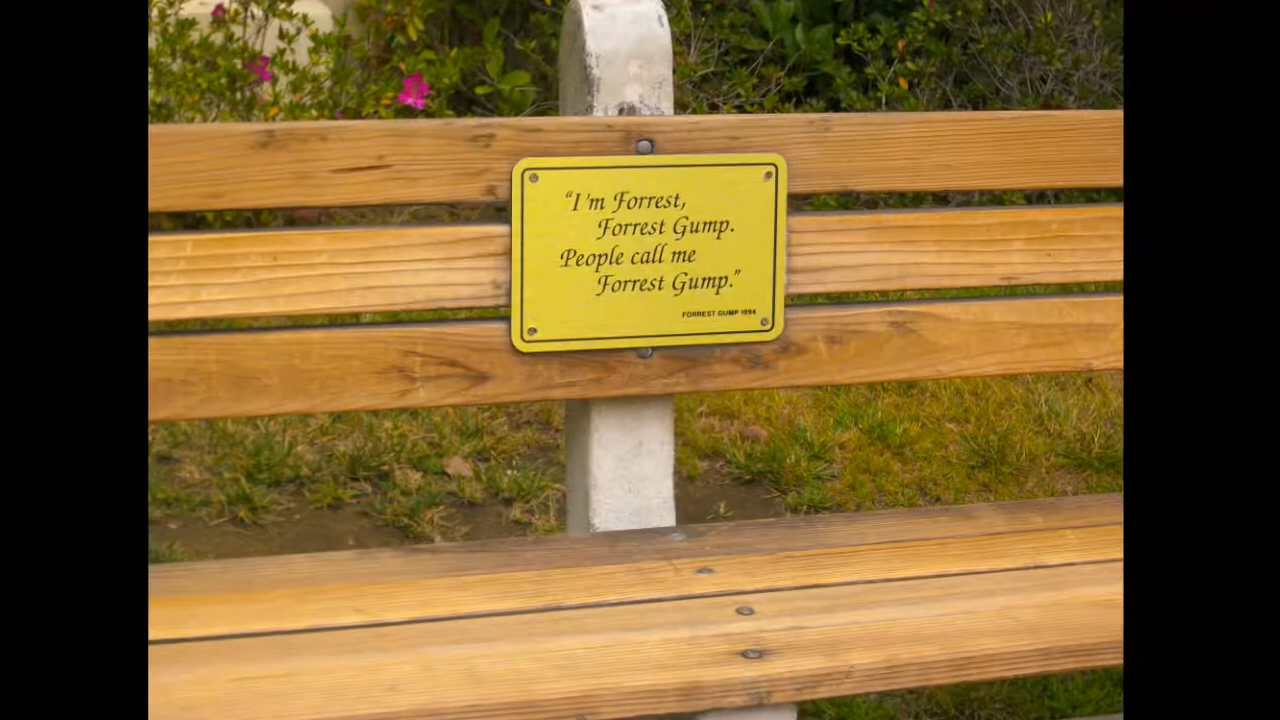 “I'm Forrest,
Forrest Gump.
People call me
Forrest Gump.”
FORREST GUMP 1994